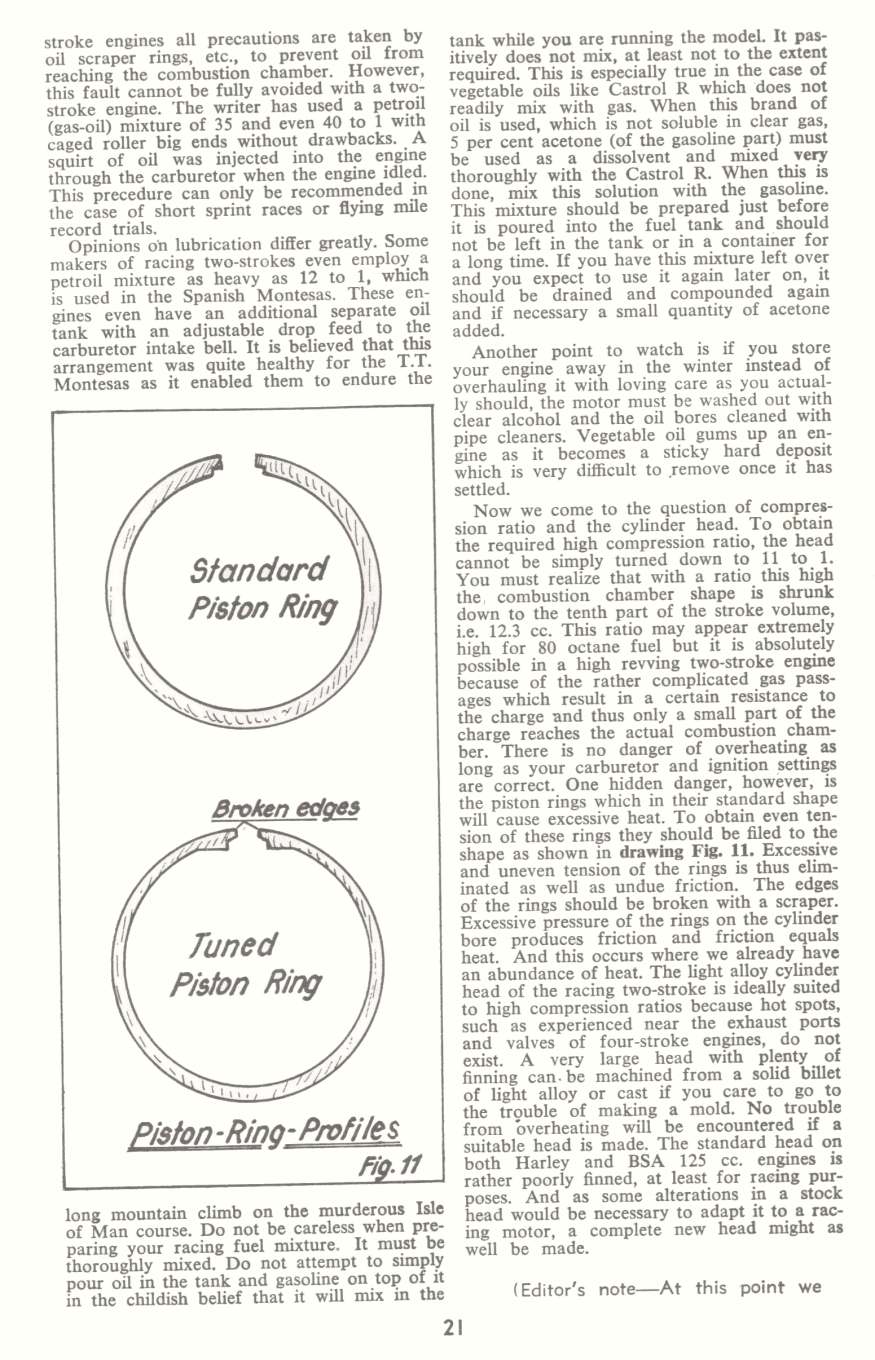 stroke engines all precautions are taken by
oil scraper rings, etc., to prevent oil from
reaching the combustion chamber. However,
this fault cannot be fully avoided with a two-
stroke engine. The writer has used a petroil
(gas-oil) mixture of 35 and even 40 to 1 with
caged roller big ends without drawbacks. A
squirt of oil was injected into the engine
through the carburetor when the engine idled.
This precedure can only be recommended in
the case of short sprint races or flying mile
record trials.
Opinions on lubrication differ greatly. Some
makers of racing two-strokes even employ a
petroil mixture as heavy as 12 to 1, which
is used in the Spanish Montesas. These en-
gines even have an additional separate oil
tank with an adjustable drop feed to the
carburetor intake bell. It is believed that this
arrangement was quite healthy for the T.T.
Montesas as it enabled them to endure the
Standard
Piston Ring
Broken edges
Tuned
Piston Ring
Piston-Ring-Profiles
Fig. 11
long mountain climb on the murderous Isle
of Man course. Do not be careless when pre-
paring your racing fuel mixture. It must be
thoroughly mixed. Do not attempt to simply
pour oil in the tank and gasoline on top of it
in the childish belief that it will mix in the
tank while you are running the model. It pas-
itively does not mix, at least not to the extent
required. This is especially true in the case of
vegetable oils like Castrol R which does not
readily mix with gas. When this brand of
oil is used, which is not soluble in clear gas,
5 per cent acetone (of the gasoline part) must
be used as a dissolvent and mixed very
thoroughly with the Castrol R. When this is
done, mix this solution with the gasoline.
This mixture should be prepared just before
it is poured into the fuel tank and should
not be left in the tank or in a container for
a long time. If you have this mixture left over
and you expect to use it again later on, it
should be drained and compounded again
and if necessary a small quantity of acetone
added.
Another point to watch is if you store
your engine away in the winter instead of
overhauling it with loving care as you actual-
ly should, the motor must be washed out with
clear alcohol and the oil bores cleaned with
pipe cleaners. Vegetable oil gums up an en-
gine as it becomes a sticky hard deposit
which is very difficult to remove once it has
settled.
Now we come to the question of compres-
sion ratio and the cylinder head. To obtain
the required high compression ratio, the head
cannot be simply turned down to 11 to 1.
You must realize that with a ratio this high
the combustion chamber shape is shrunk
down to the tenth part of the stroke volume,
i.e. 12.3 cc. This ratio may appear extremely
high for 80 octane fuel but it is absolutely
possible in a high revving two-stroke engine
because of the rather complicated gas pass-
ages which result in a certain resistance to
the charge and thus only a small part of the
charge reaches the actual combustion cham-
ber. There is no danger of overheating as
long as your carburetor and ignition settings
are correct. One hidden danger, however, is
the piston rings which in their standard shape
will cause excessive heat. To obtain even ten-
sion of these rings they should be filed to the
shape as shown in drawing Fig. 11. Excessive
and uneven tension of the rings is thus elim-
inated as well as undue friction. The edges
of the rings should be broken with a scraper.
Excessive pressure of the rings on the cylinder
bore produces friction and friction equals
heat. And this occurs where we already have
an abundance of heat. The light alloy cylinder
head of the racing two-stroke is ideally suited
to high compression ratios because hot spots,
such as experienced near the exhaust ports
and valves of four-stroke engines, do not
exist. A very large head with plenty of
finning can be machined from a solid billet
of light alloy or cast if you care to go to
the trouble of making a mold. No trouble
from overheating will be encountered if a
suitable head is made. The standard head on
both Harley and BSA 125 cc. engines is
rather poorly finned, at least for racing pur-
poses. And as some alterations in a stock
head would be necessary to adapt it to a rac-
ing motor, a complete new head might as
well be made.
(Editor's note—At this point we
21